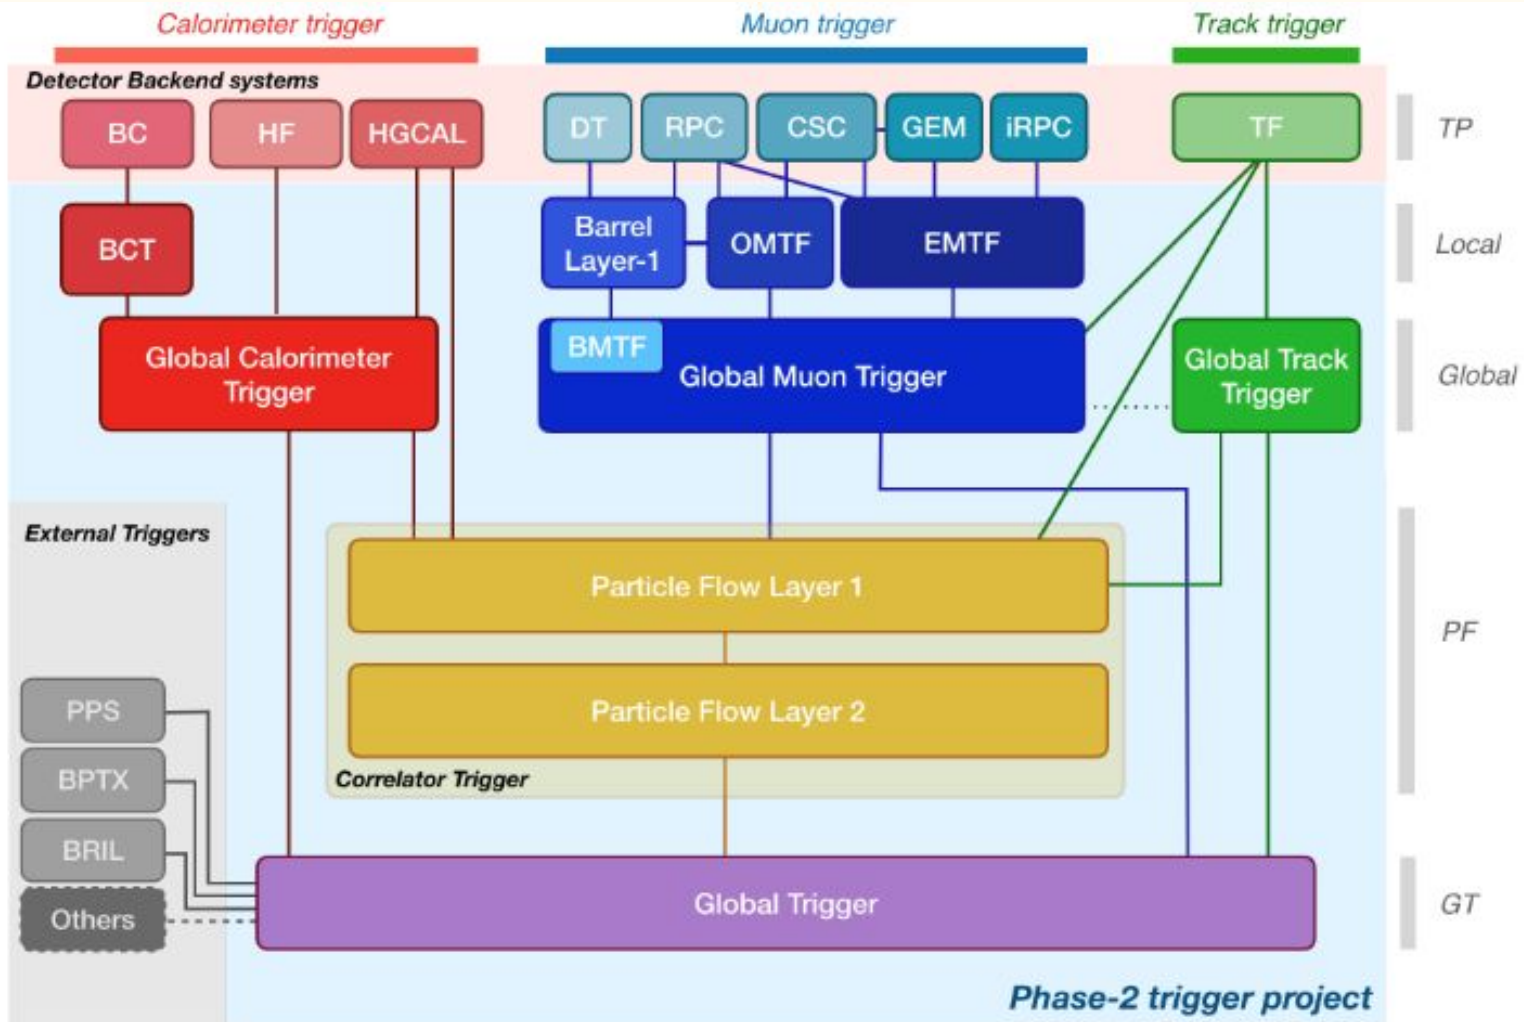 Calorimeter trigger
Muon trigger
Track trigger
Detector Backend systems
BC
HF
HGCAL
DT
RPC
CSC
GEM
iRPC
TF
TP
BCT
Barrel
Layer-1
OMTF
EMTF
Local
Global Calorimeter
Trigger
BMTF
Global Muon Trigger
Global Track
Trigger
Global
External Triggers
Particle Flow Layer 1
PF
Particle Flow Layer 2
Correlator Trigger
PPS
BPTX
BRIL
Others
Global Trigger
GT
Phase-2 trigger project